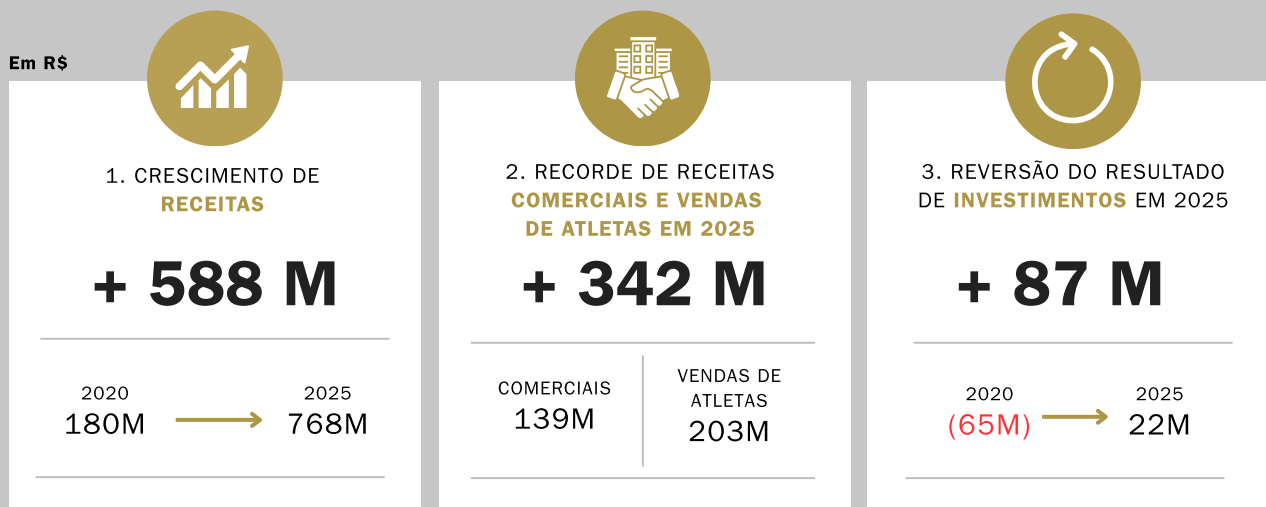 Em R$
1. CRESCIMENTO DE
RECEITAS
+ 588 M
2020
180M
2025
768M
2. RECORDE DE RECEITAS
COMERCIAIS E VENDAS
DE ATLETAS EM 2025
+ 342 M
COMERCIAIS
139M
VENDAS DE
ATLETAS
203M
3. REVERSÃO DO RESULTADO
DE INVESTIMENTOS EM 2025
+ 87 M
2020
(65M)
2025
22M